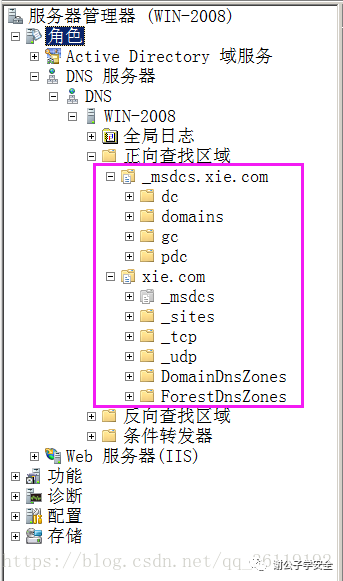 服务器管理器 (WIN-2008)
角色
Active Directory 域服务
DNS 服务器
DNS
WIN-2008
全局日志
正向查找区域
_msdcs.xie.com
dc
domains
gc
pdc
xie.com
_msdcs
_sites
_tcp
_udp
DomainDnsZones
ForestDnsZones
反向查找区域
条件转发器
Web 服务器(IIS)
功能
诊断
配置
存储
谢公子学安全
https://blog.csdn.net/qq_36119192